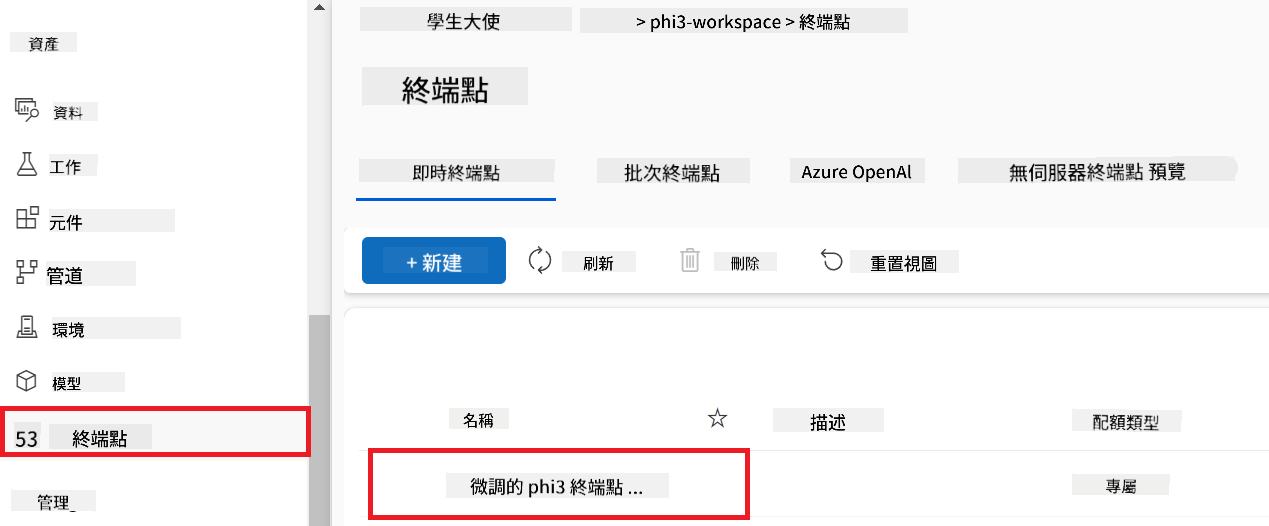 資產
資料
工作
元件
管道
環境
模型
53 終端點
管理
學生大使 > phi3-workspace > 終端點
終端點
即時終端點 批次終端點 Azure OpenAl 無伺服器終端點 預覽
+ 新建 刷新 刪除 重置視圖
名稱 描述 配額類型
微調的 phi3 終端點 ... 專屬